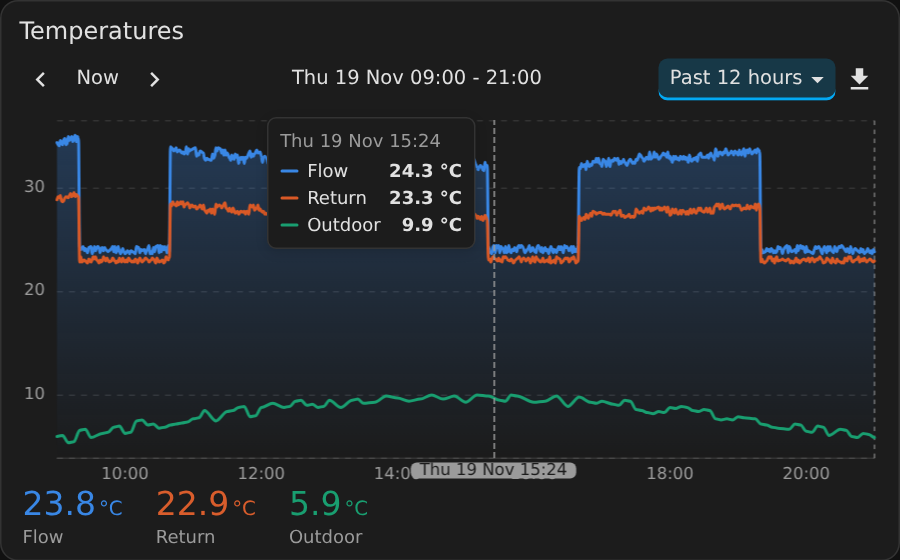 Temperatures
Now
Thu 19 Nov 09:00 - 21:00
Past 12 hours
Thu 19 Nov 15:24
Flow 24.3 °C
Return 23.3 °C
Outdoor 9.9 °C
30
20
10
10:00 12:00 14:00 Thu 19 Nov 15:24 18:00 20:00
23.8 °C 22.9 °C 5.9 °C
Flow Return Outdoor